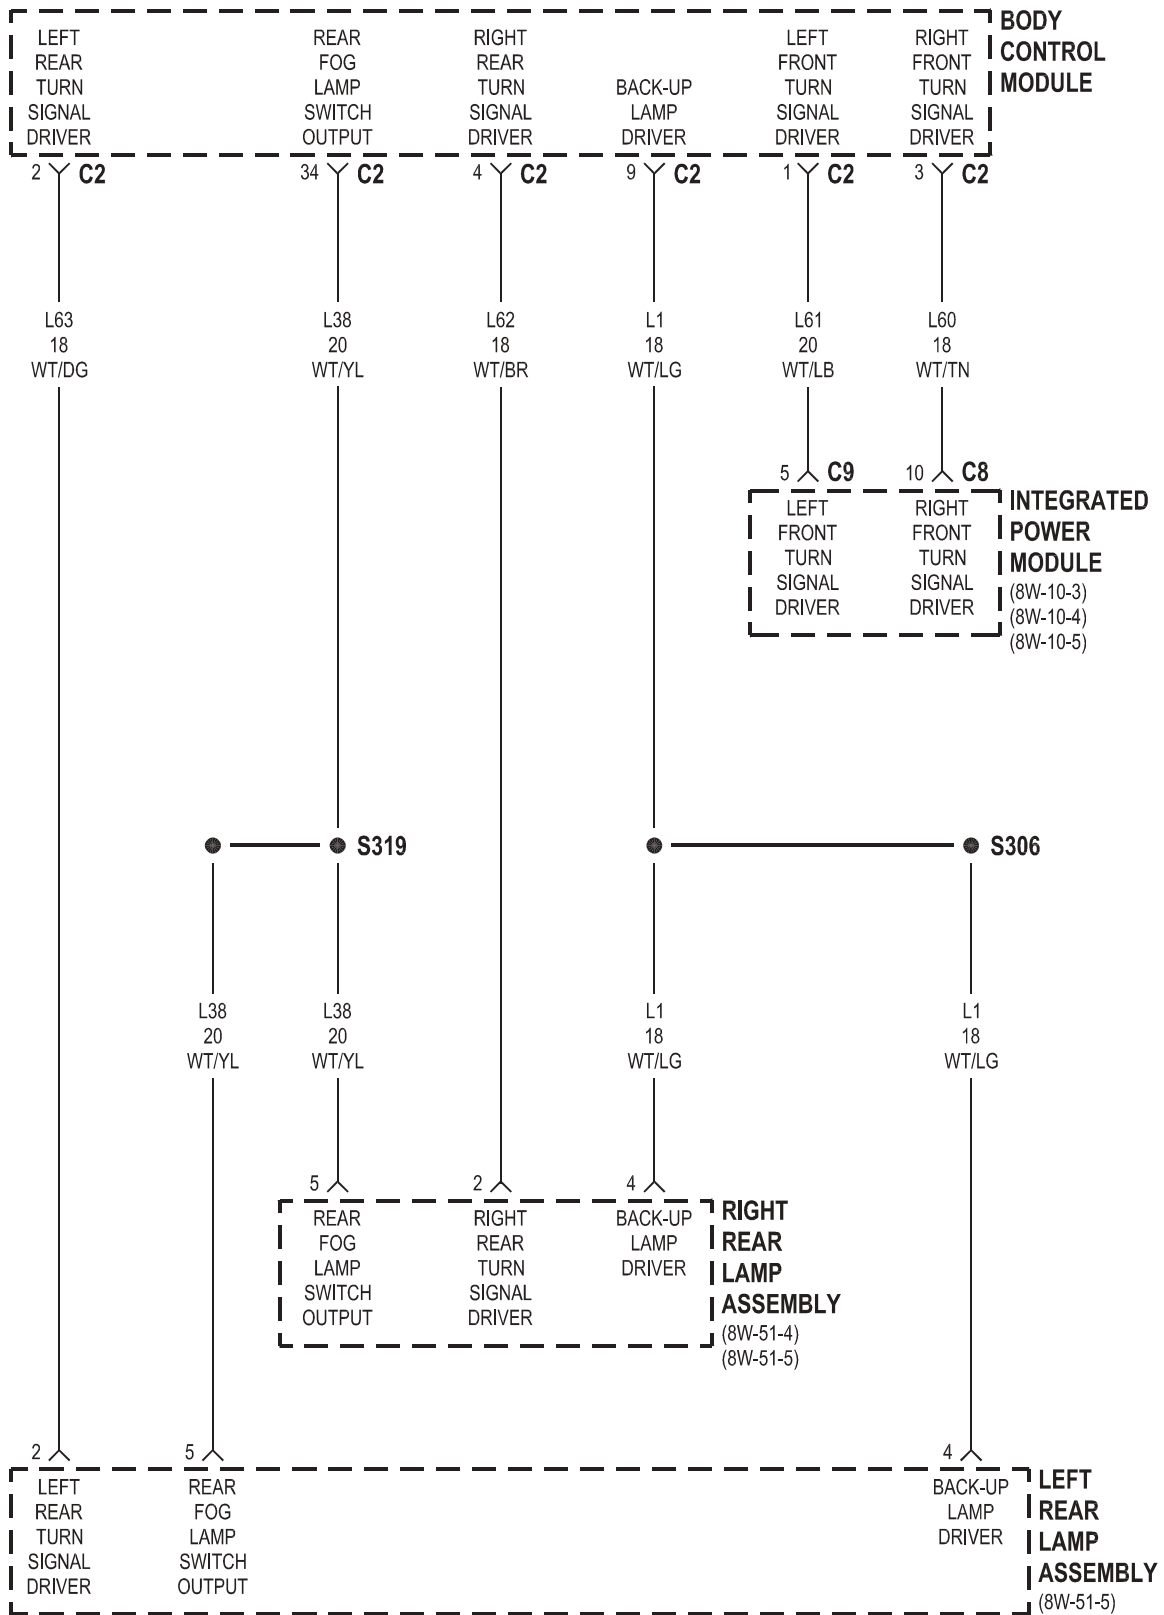 BODY
CONTROL
MODULE
LEFT
REAR
TURN
SIGNAL
DRIVER
REAR
FOG
LAMP
SWITCH
OUTPUT
RIGHT
REAR
TURN
SIGNAL
DRIVER
BACK-UP
LAMP
DRIVER
LEFT
FRONT
TURN
SIGNAL
DRIVER
RIGHT
FRONT
TURN
SIGNAL
DRIVER
2 C2
34 C2
4 C2
9 C2
1 C2
3 C2
L63
18
WT/DG
L38
20
WT/YL
L62
18
WT/BR
L1
18
WT/LG
L61
20
WT/LB
L60
18
WT/TN
5 C9
10 C8
LEFT
FRONT
TURN
SIGNAL
DRIVER
RIGHT
FRONT
TURN
SIGNAL
DRIVER
INTEGRATED
POWER
MODULE
(8W-10-3)
(8W-10-4)
(8W-10-5)
S319
S306
L38
20
WT/YL
L38
20
WT/YL
L1
18
WT/LG
L1
18
WT/LG
5
2
4
REAR
FOG
LAMP
SWITCH
OUTPUT
RIGHT
REAR
TURN
SIGNAL
DRIVER
BACK-UP
LAMP
DRIVER
RIGHT
REAR
LAMP
ASSEMBLY
(8W-51-4)
(8W-51-5)
2
5
4
LEFT
REAR
TURN
SIGNAL
DRIVER
REAR
FOG
LAMP
SWITCH
OUTPUT
BACK-UP
LAMP
DRIVER
LEFT
REAR
LAMP
ASSEMBLY
(8W-51-5)